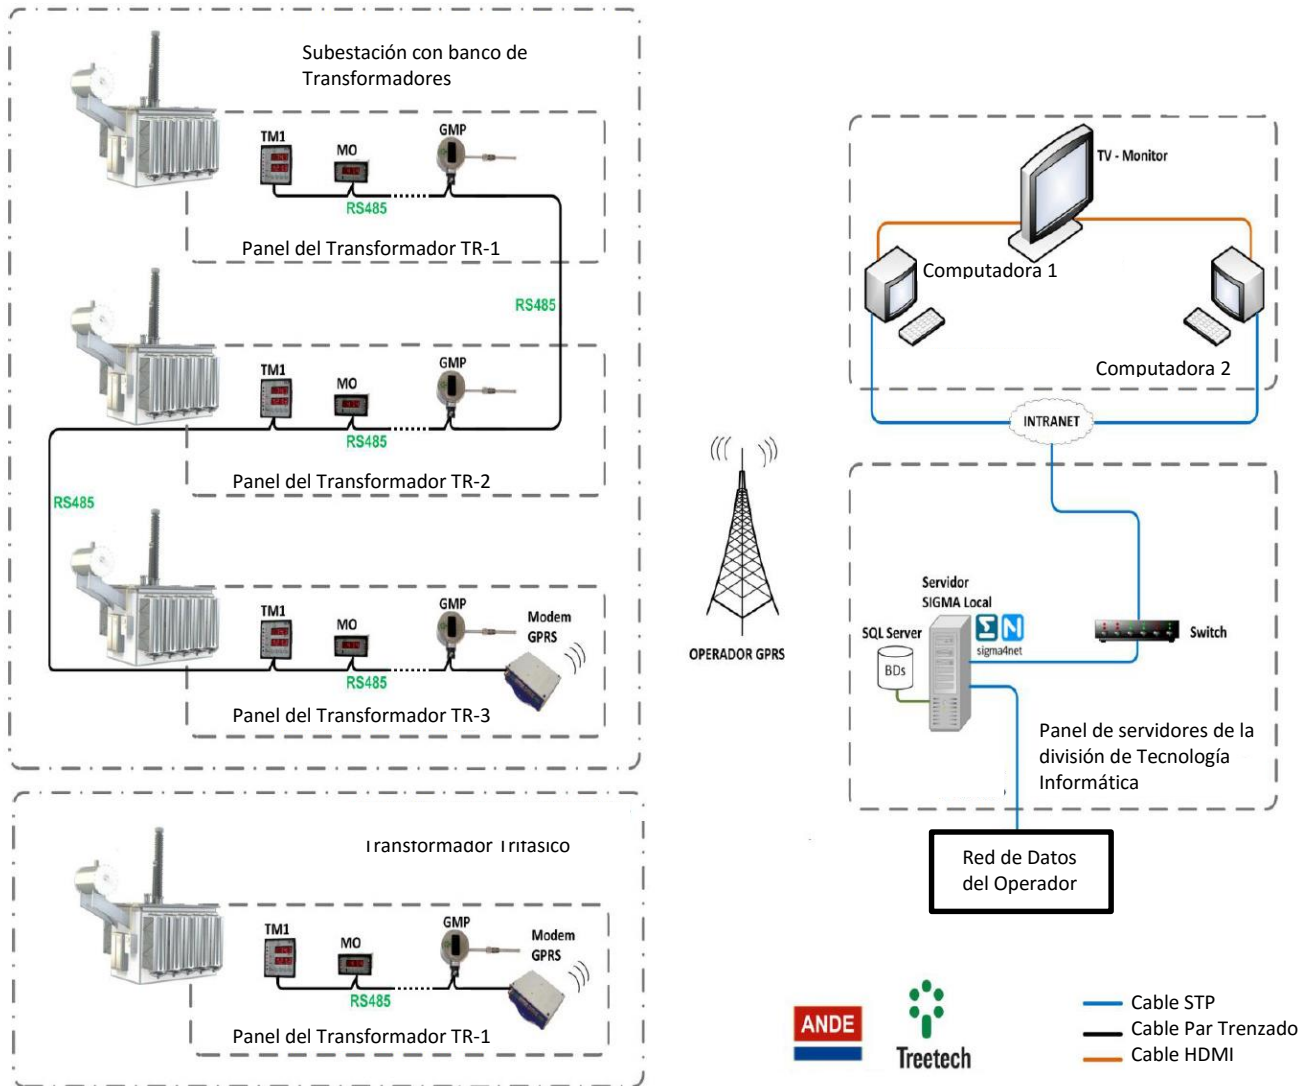 Subestación con banco de
Transformadores
TM1
MO
GMP
RS485
Panel del Transformador TR-1
RS485
TM1
MO
GMP
RS485
Panel del Transformador TR-2
RS485
TM1
MO
GMP
Modem
GPRS
RS485
Panel del Transformador TR-3
Transformador Trifásico
TM1
MO
GMP
Modem
GPRS
RS485
Panel del Transformador TR-1
OPERADOR GPRS
TV - Monitor
Computadora 1
Computadora 2
INTRANET
Servidor
SIGMA Local
SQL Server
BDs
Σ N
sigma4net
Switch
Panel de servidores de la
división de Tecnología
Informática
Red de Datos
del Operador
ANDE
Treetech
Cable STP
Cable Par Trenzado
Cable HDMI